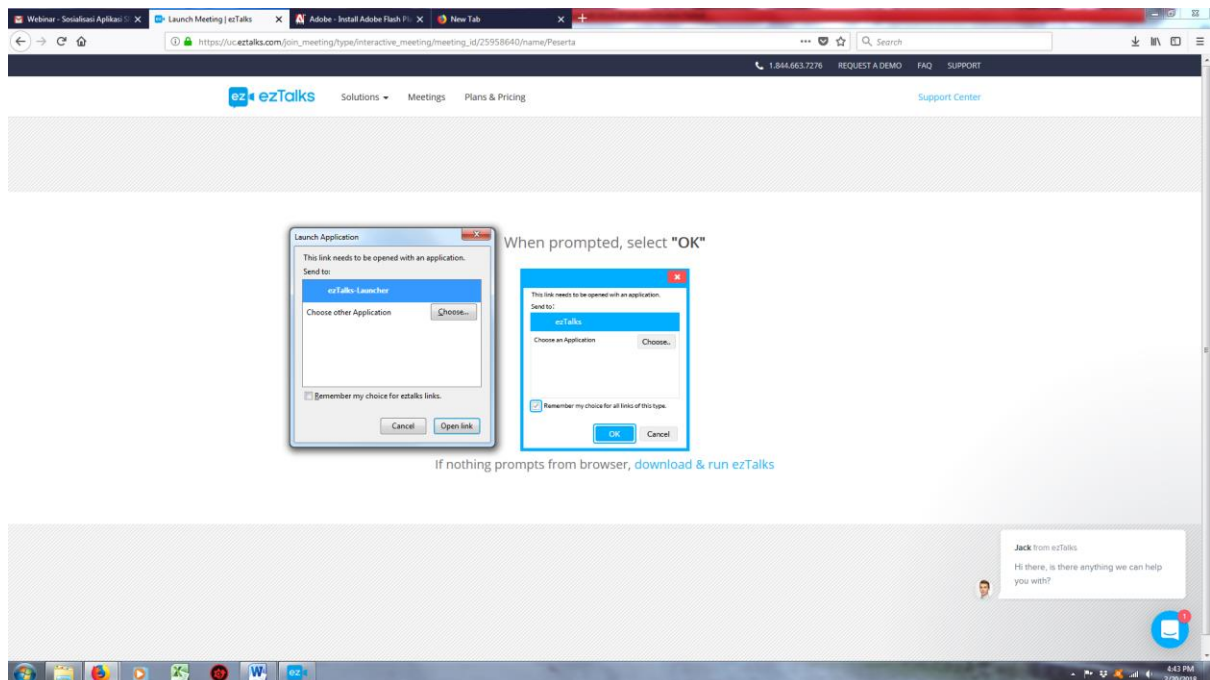 Webinar - Sosialisasi Aplikasi S
Launch Meeting | ezTalks
Adobe - Install Adobe Flash Pl
New Tab
https://uc.eztalks.com/join_meeting/type/interactive_meeting/meeting_id/25958640/name/Peserta
Search
1.844.663.7276 REQUEST A DEMO FAQ SUPPORT
ez ezTalks Solutions Meetings Plans & Pricing Support Center
When prompted, select "OK"
Launch Application
This link needs to be opened with an application.
Send to:
ezTalks-Launcher
Choose other Application Choose...
Remember my choice for eztalks links.
Cancel Open link
This link needs to be opened wih an application.
Send to:
ezTalks
Choose an Application Choose..
Remember my choice for all links of this type.
OK Cancel
If nothing prompts from browser, download & run ezTalks
Jack from ezTalks
Hi there, is there anything we can help
you with?
1
ez
4:43 PM
2/20/2018